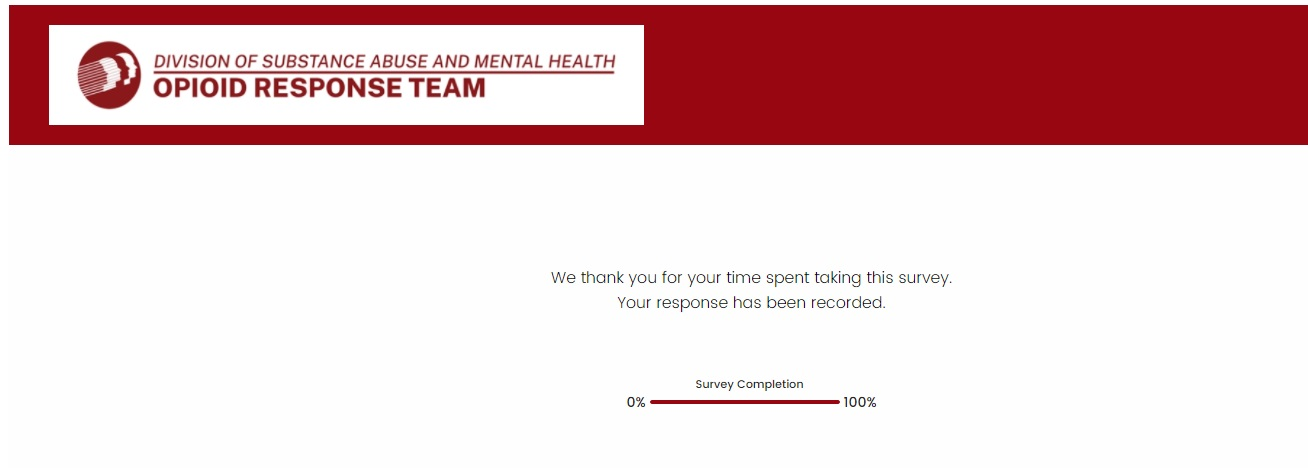 DIVISION OF SUBSTANCE ABUSE AND MENTAL HEALTH
OPIOID RESPONSE TEAM
We thank you for your time spent taking this survey.
Your response has been recorded.
Survey Completion
0% 100%